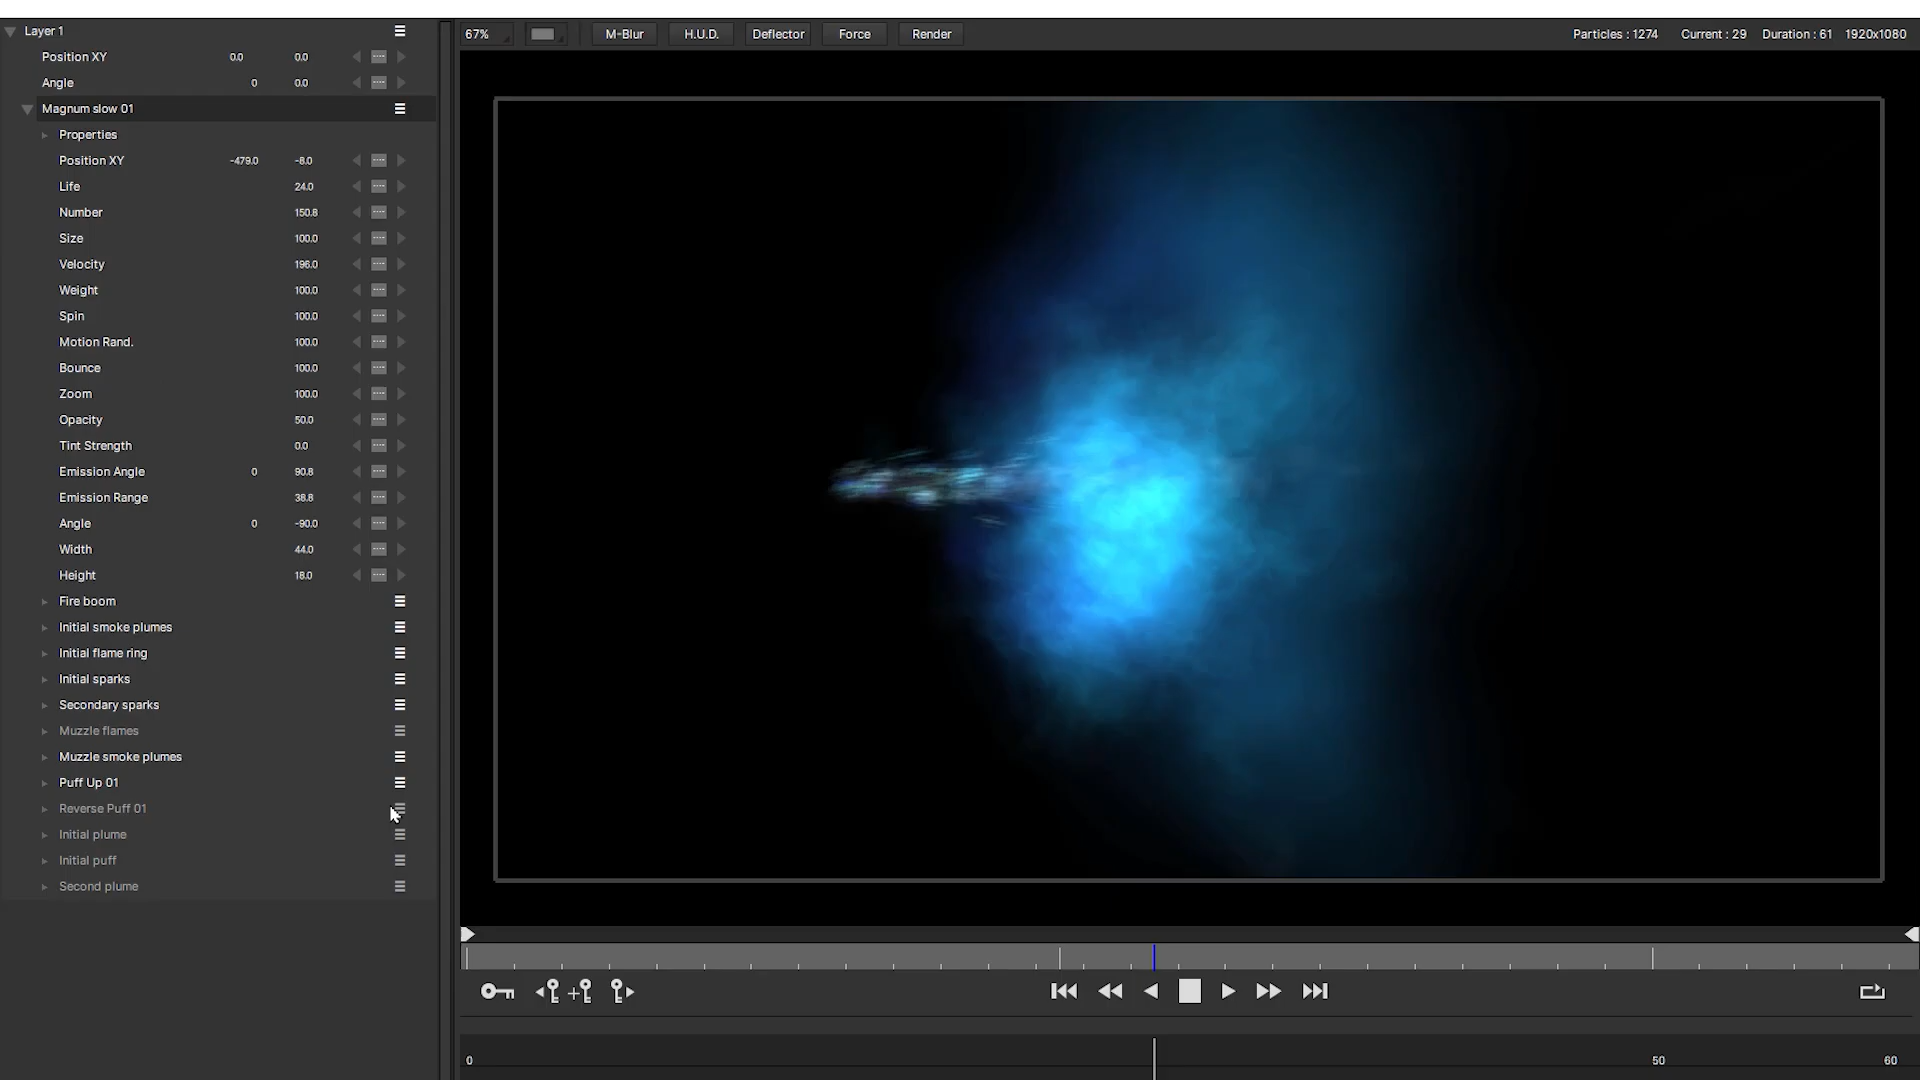 Layer 1
67% M-Blur H.U.D. Deflector Force Render Particles : 1274 Current : 29 Duration : 61 1920x1080
Position XY 0.0 0.0
Angle 0 0.0
Magnum slow 01
Properties
Position XY -479.0 -8.0
Life 24.0
Number 150.8
Size 100.0
Velocity 196.0
Weight 100.0
Spin 100.0
Motion Rand. 100.0
Bounce 100.0
Zoom 100.0
Opacity 50.0
Tint Strength 0.0
Emission Angle 0 90.8
Emission Range 38.8
Angle 0 -90.0
Width 44.0
Height 18.0
Fire boom
Initial smoke plumes
Initial flame ring
Initial sparks
Secondary sparks
Muzzle flames
Muzzle smoke plumes
Puff Up 01
Reverse Puff 01
Initial plume
Initial puff
Second plume
0 50 60